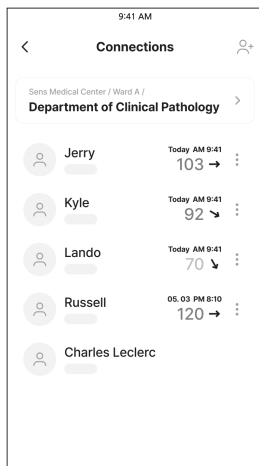 9:41 AM
Connections
Sens Medical Center / Ward A /
Department of Clinical Pathology
Jerry
Today AM 9:41
103 →
Kyle
Today AM 9:41
92 ↘
Lando
Today AM 9:41
70 ↘
Russell
05. 03 PM 8:10
120 →
Charles Leclerc